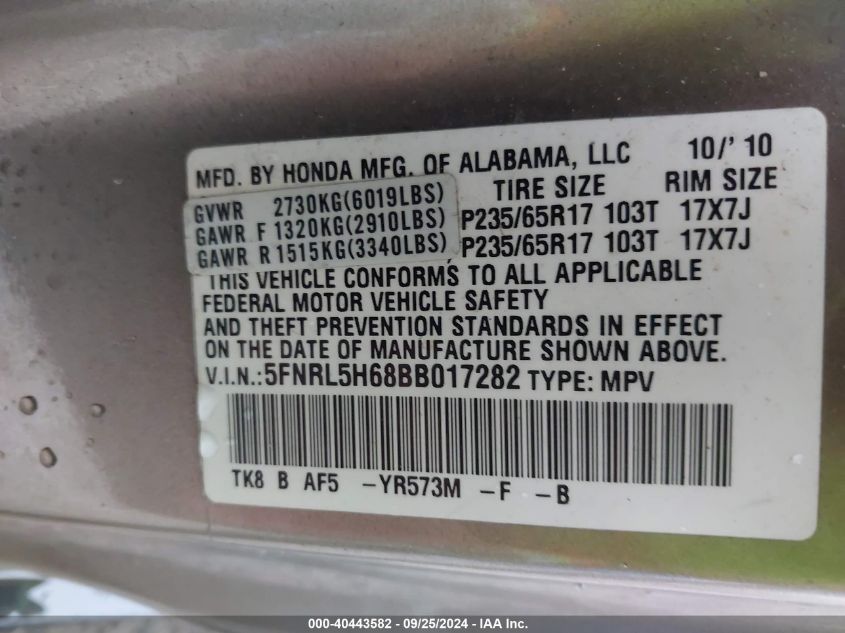 MFD. BY HONDA MFG. OF ALABAMA, LLC 10/'10
TIRE SIZE RIM SIZE
GVWR 2730KG(6019LBS)
GAWR F 1320KG(2910LBS) P235/65R17 103T 17X7J
GAWR R 1515KG(3340LBS) P235/65R17 103T 17X7J
THIS VEHICLE CONFORMS TO ALL APPLICABLE
FEDERAL MOTOR VEHICLE SAFETY
AND THEFT PREVENTION STANDARDS IN EFFECT
ON THE DATE OF MANUFACTURE SHOWN ABOVE.
V.I.N.:5FNRL5H68BB017282 TYPE: MPV
TK8 B AF5 -YR573M -F -B
000-40443582 - 09/25/2024 - IAA Inc.